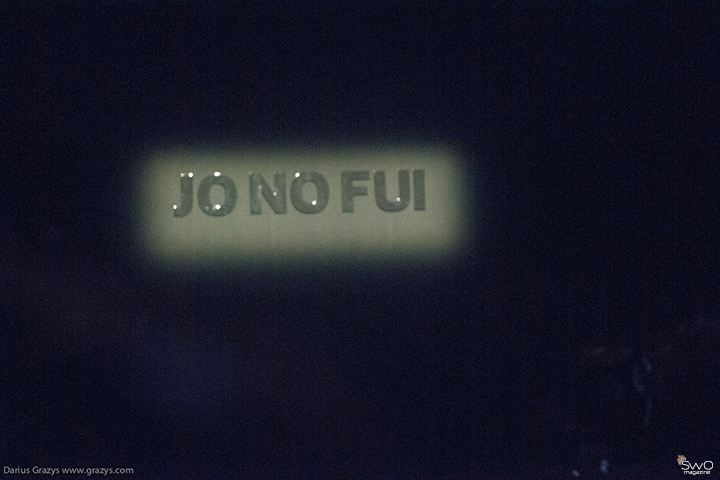 JO NO FUI
Darius Grazys www.grazys.com
SWO
magazine